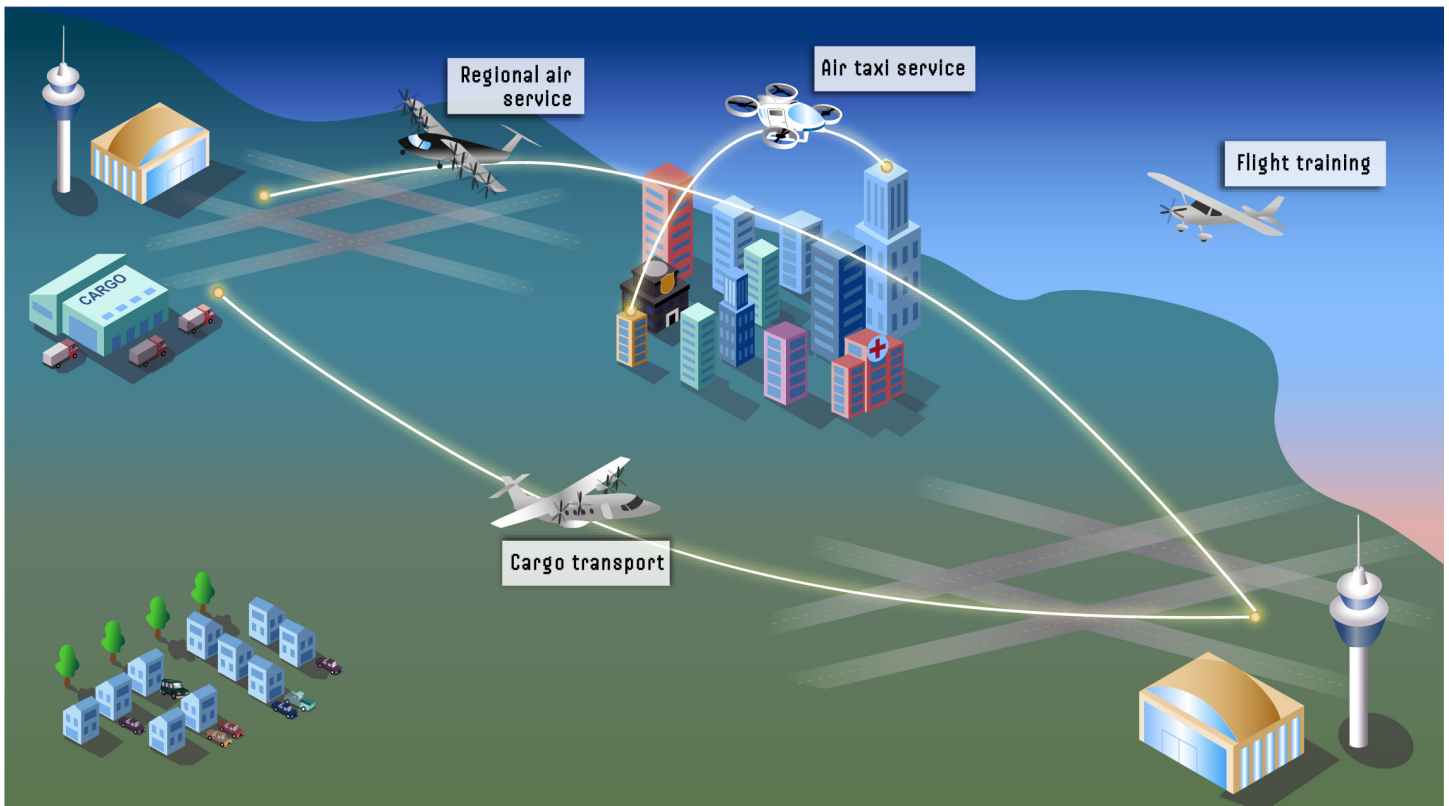 Regional air
service
Air taxi service
Flight training
CARGO
Cargo transport